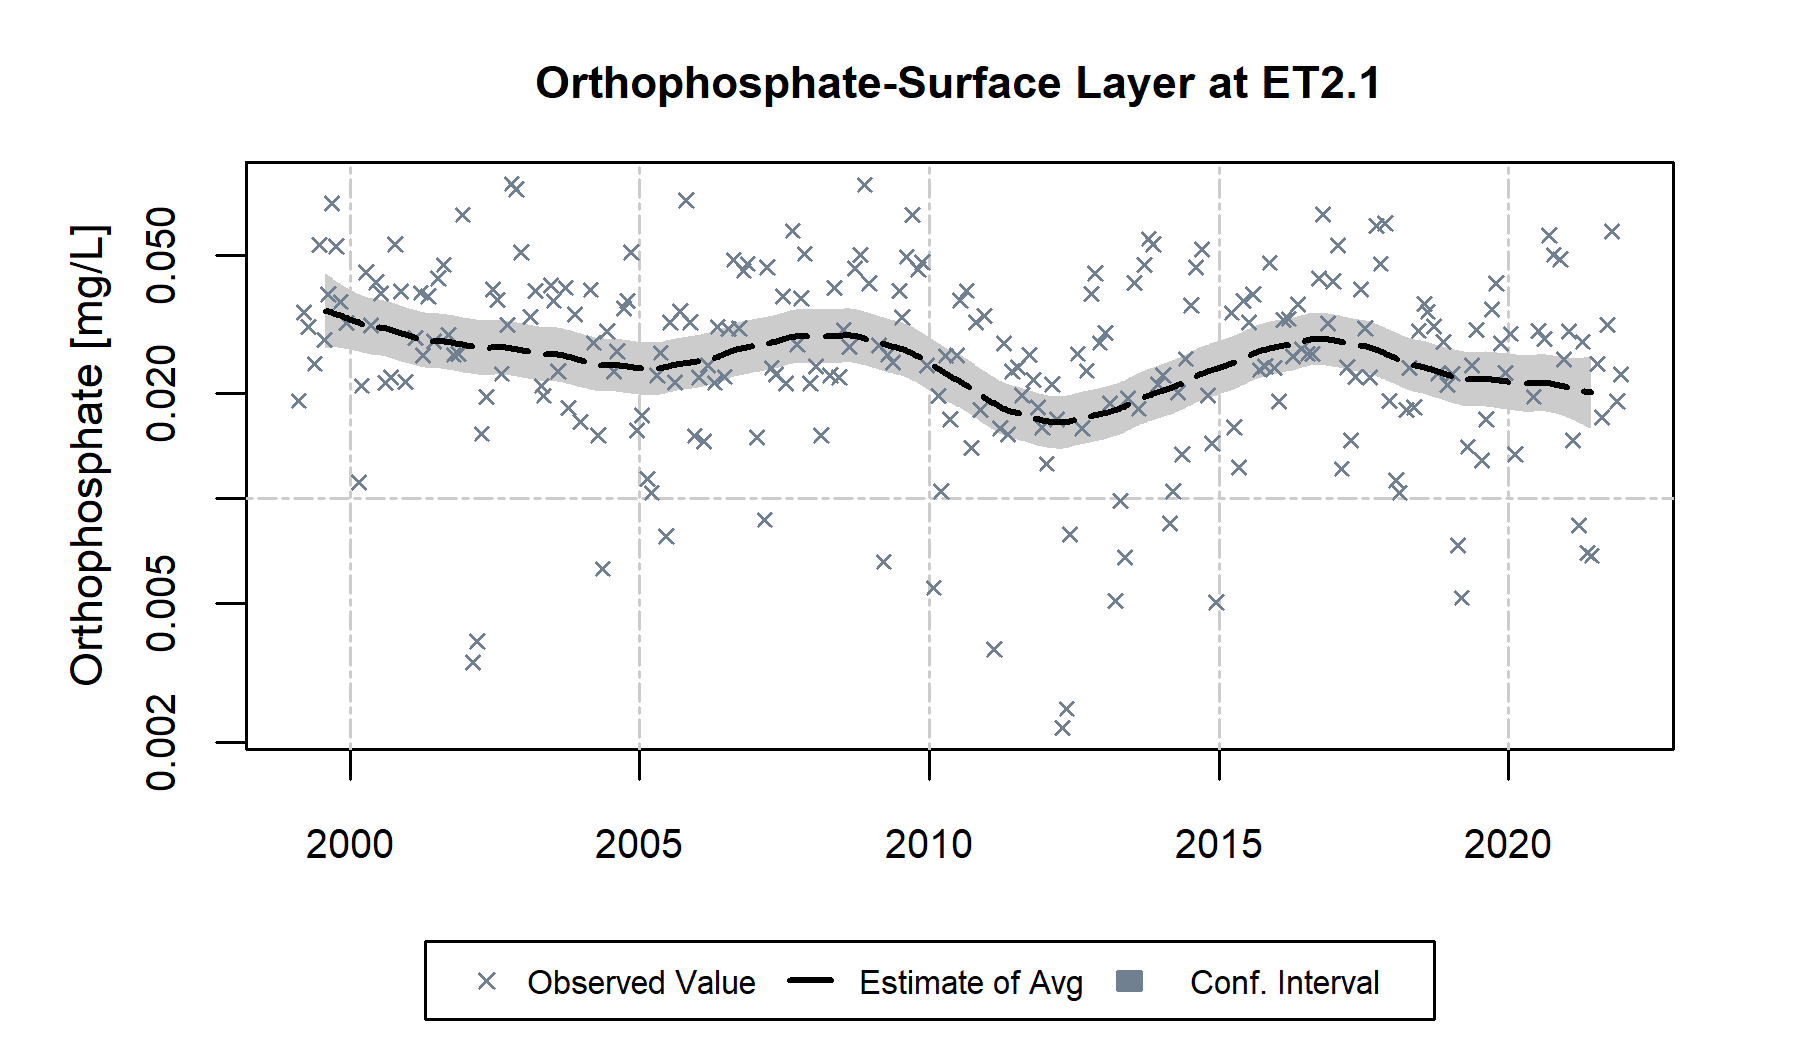 Orthophosphate-Surface Layer at ET2.1
Orthophosphate [mg/L]
0.050
0.020
0.005
0.002
2000 2005 2010 2015 2020
Observed Value Estimate of Avg Conf. Interval